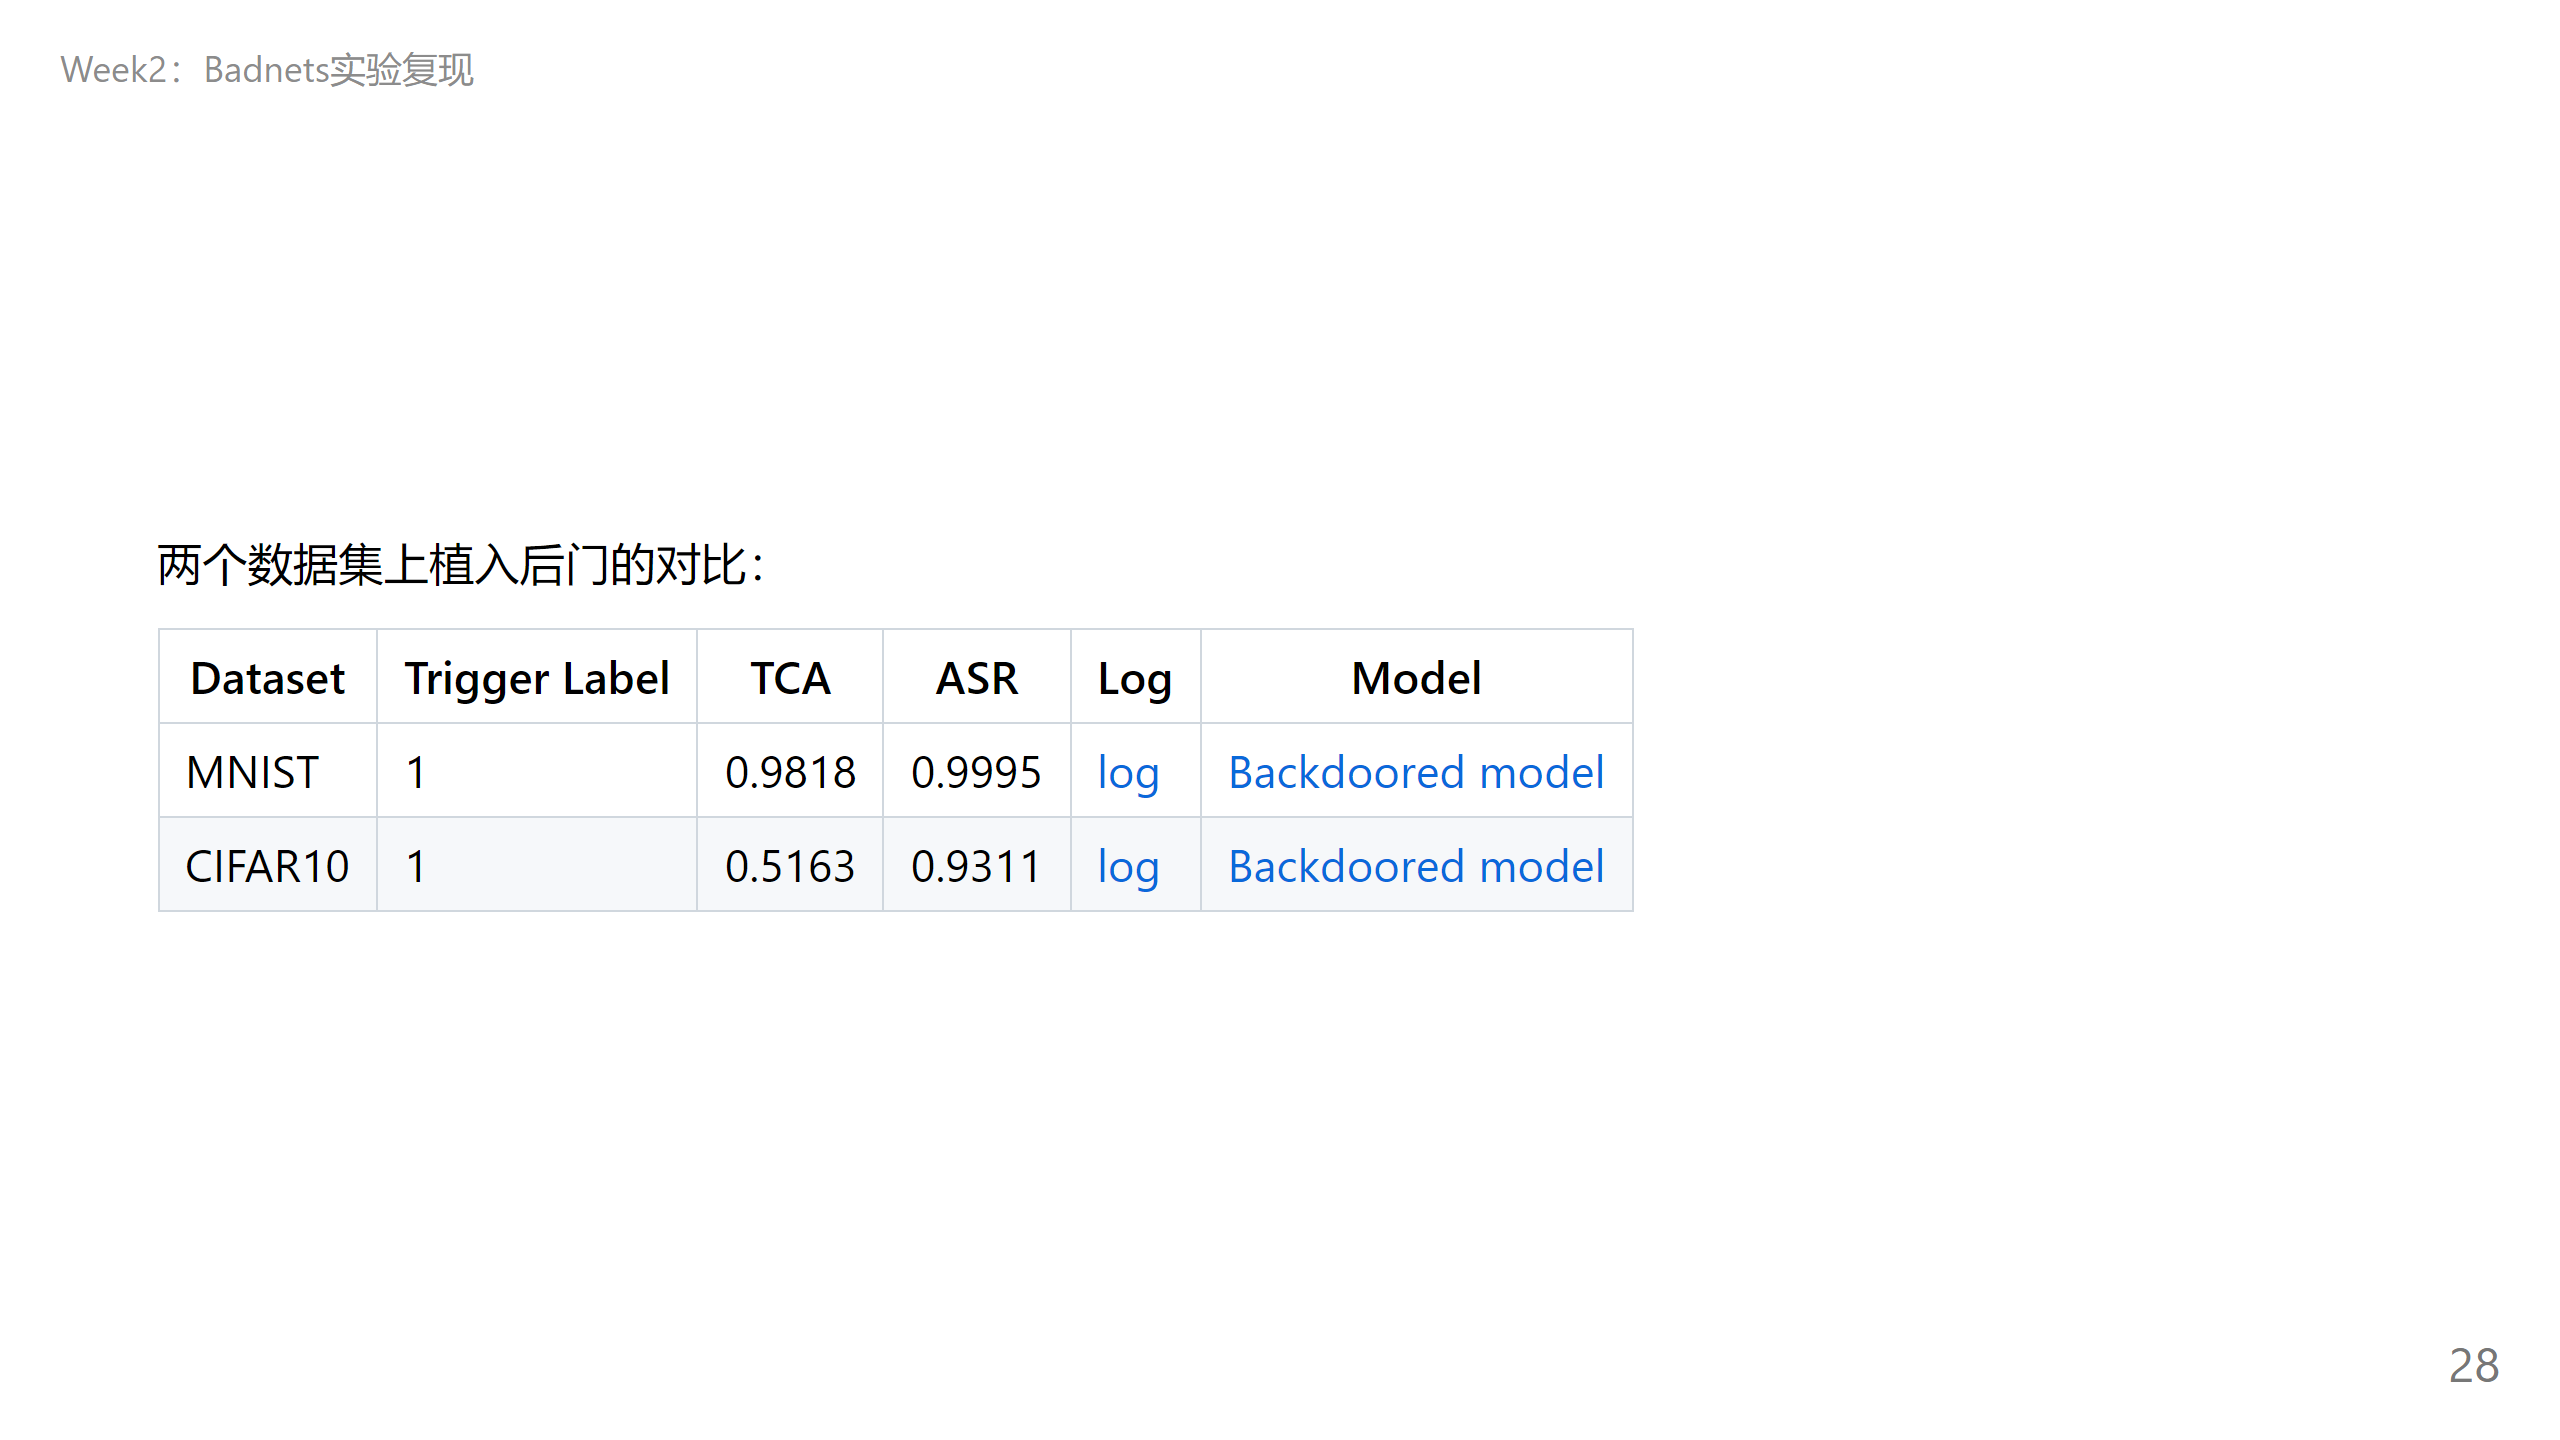 Week2：Badnets实验复现
两个数据集上植入后门的对比：
Dataset Trigger Label TCA ASR Log Model
MNIST 1 0.9818 0.9995 log Backdoored model
CIFAR10 1 0.5163 0.9311 log Backdoored model
28